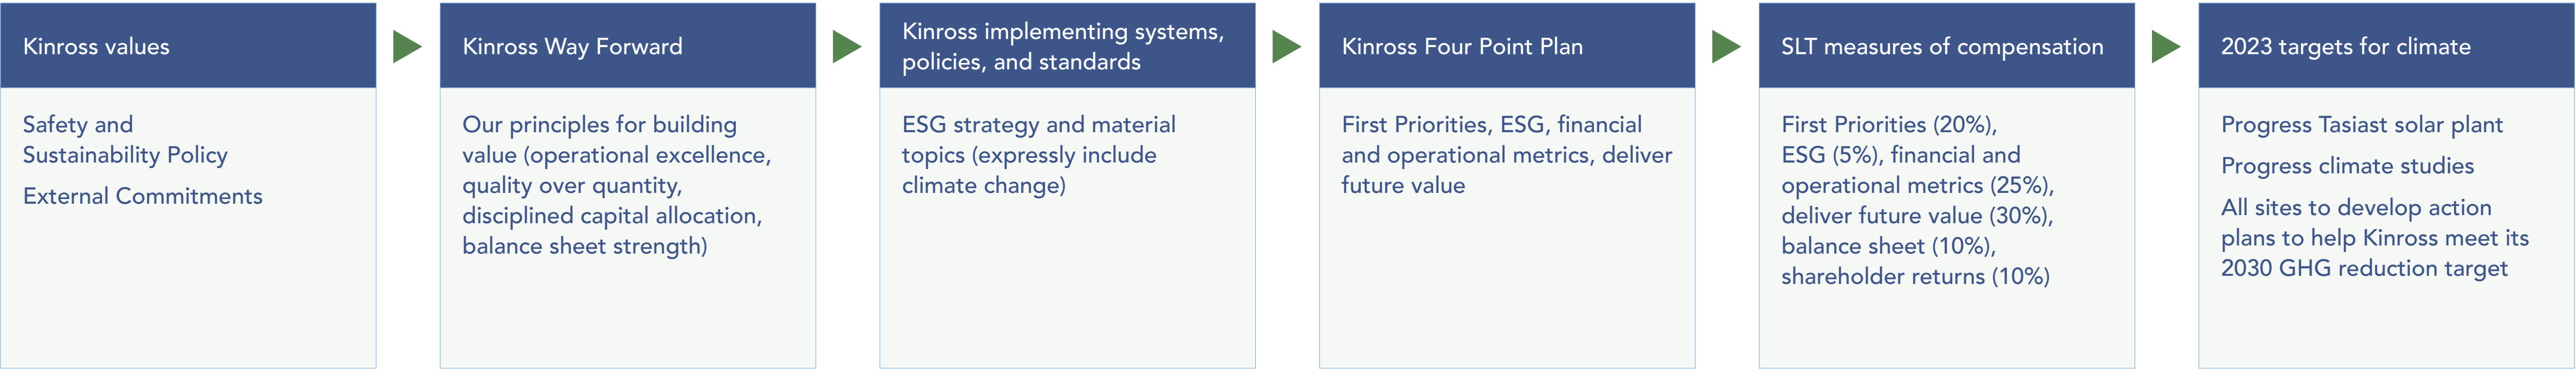 Kinross values
Safety and
Sustainability Policy
External Commitments
Kinross Way Forward
Our principles for building
value (operational excellence,
quality over quantity,
disciplined capital allocation,
balance sheet strength)
Kinross implementing systems,
policies, and standards
ESG strategy and material
topics (expressly include
climate change)
Kinross Four Point Plan
First Priorities, ESG, financial
and operational metrics, deliver
future value
SLT measures of compensation
First Priorities (20%),
ESG (5%), financial and
operational metrics (25%),
deliver future value (30%),
balance sheet (10%),
shareholder returns (10%)
2023 targets for climate
Progress Tasiast solar plant
Progress climate studies
All sites to develop action
plans to help Kinross meet its
2030 GHG reduction target